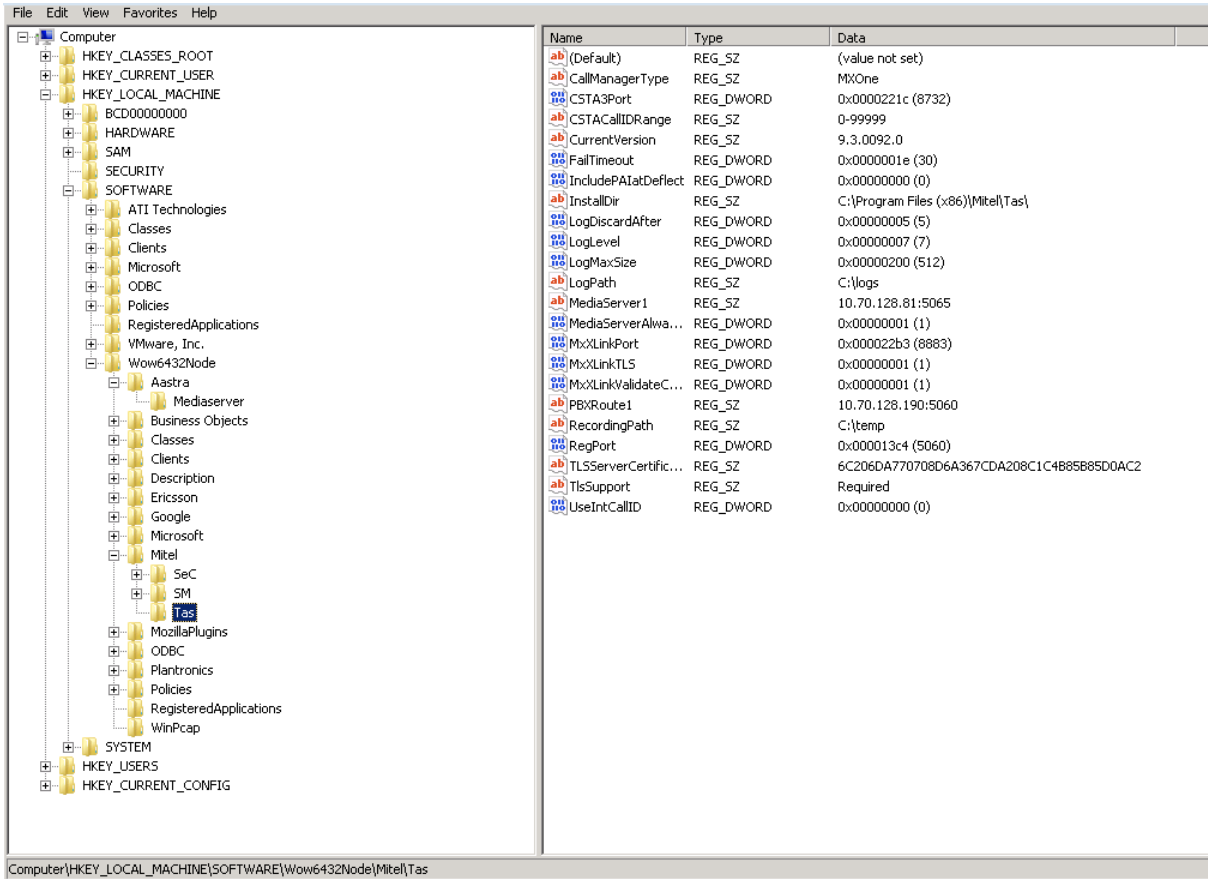 File Edit View Favorites Help
Computer
HKEY_CLASSES_ROOT
HKEY_CURRENT_USER
HKEY_LOCAL_MACHINE
BCD00000000
HARDWARE
SAM
SECURITY
SOFTWARE
ATI Technologies
Classes
Clients
Microsoft
ODBC
Policies
RegisteredApplications
VMware, Inc.
Wow6432Node
Aastra
Mediaserver
Business Objects
Classes
Clients
Description
Ericsson
Google
Microsoft
Mitel
SeC
SM
Tas
MozillaPlugins
ODBC
Plantronics
Policies
RegisteredApplications
WinPcap
SYSTEM
HKEY_USERS
HKEY_CURRENT_CONFIG
Name Type Data
(Default) REG_SZ (value not set)
CallManagerType REG_SZ MXOne
CSTA3Port REG_DWORD 0x0000221c (8732)
CSTACallIDRange REG_SZ 0-99999
CurrentVersion REG_SZ 9.3.0092.0
FailTimeout REG_DWORD 0x0000001e (30)
IncludePAIatDeflect REG_DWORD 0x00000000 (0)
InstallDir REG_SZ C:\Program Files (x86)\Mitel\Tas\
LogDiscardAfter REG_DWORD 0x00000005 (5)
LogLevel REG_DWORD 0x00000007 (7)
LogMaxSize REG_DWORD 0x00000200 (512)
LogPath REG_SZ C:\logs
MediaServer1 REG_SZ 10.70.128.81:5065
MediaServerAlwa... REG_DWORD 0x00000001 (1)
MxXLinkPort REG_DWORD 0x000022b3 (8883)
MxXLinkTLS REG_DWORD 0x00000001 (1)
MxXLinkValidateC... REG_DWORD 0x00000001 (1)
PBXRoute1 REG_SZ 10.70.128.190:5060
RecordingPath REG_SZ C:\temp
RegPort REG_DWORD 0x000013c4 (5060)
TLSServerCertific... REG_SZ 6C206DA770708D6A367CDA208C1C4B85B85D0AC2
TlsSupport REG_SZ Required
UseIntCallID REG_DWORD 0x00000000 (0)
Computer\HKEY_LOCAL_MACHINE\SOFTWARE\Wow6432Node\Mitel\Tas